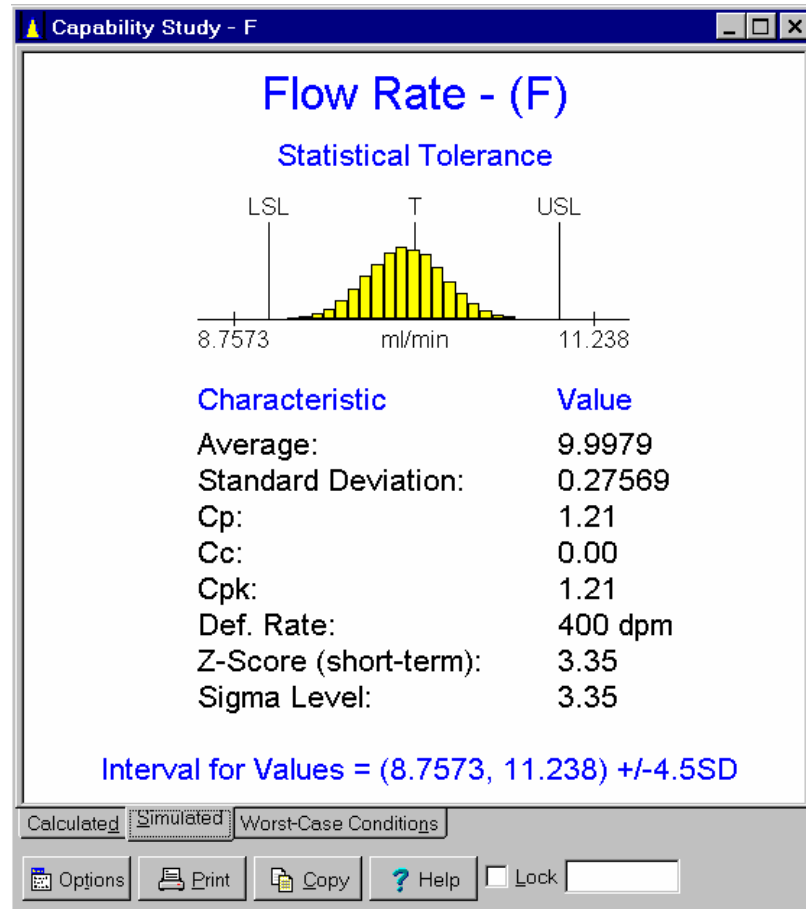 Capability Study - F
Flow Rate - (F)
Statistical Tolerance
LSL T USL
8.7573 ml/min 11.238
Characteristic Value
Average: 9.9979
Standard Deviation: 0.27569
Cp: 1.21
Cc: 0.00
Cpk: 1.21
Def. Rate: 400 dpm
Z-Score (short-term): 3.35
Sigma Level: 3.35
Interval for Values = (8.7573, 11.238) +/-4.5SD
Calculated Simulated Worst-Case Conditions
Options Print Copy ? Help Lock